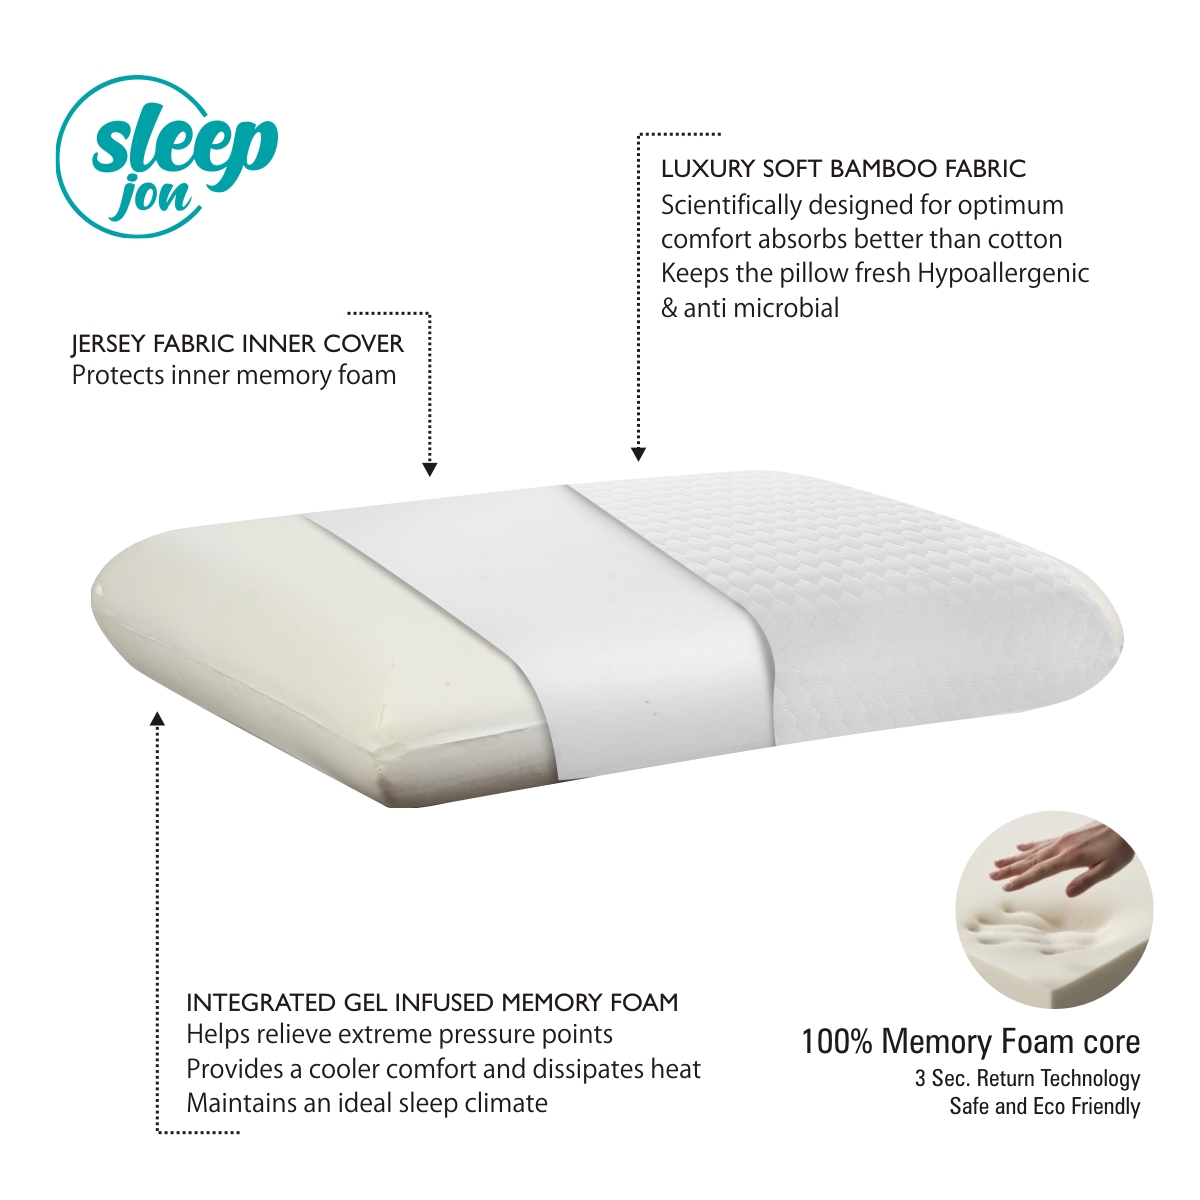 sleep
jon
LUXURY SOFT BAMBOO FABRIC
Scientifically designed for optimum
comfort absorbs better than cotton
Keeps the pillow fresh Hypoallergenic
& anti microbial
JERSEY FABRIC INNER COVER
Protects inner memory foam
INTEGRATED GEL INFUSED MEMORY FOAM
Helps relieve extreme pressure points
Provides a cooler comfort and dissipates heat
Maintains an ideal sleep climate
100% Memory Foam core
3 Sec. Return Technology
Safe and Eco Friendly